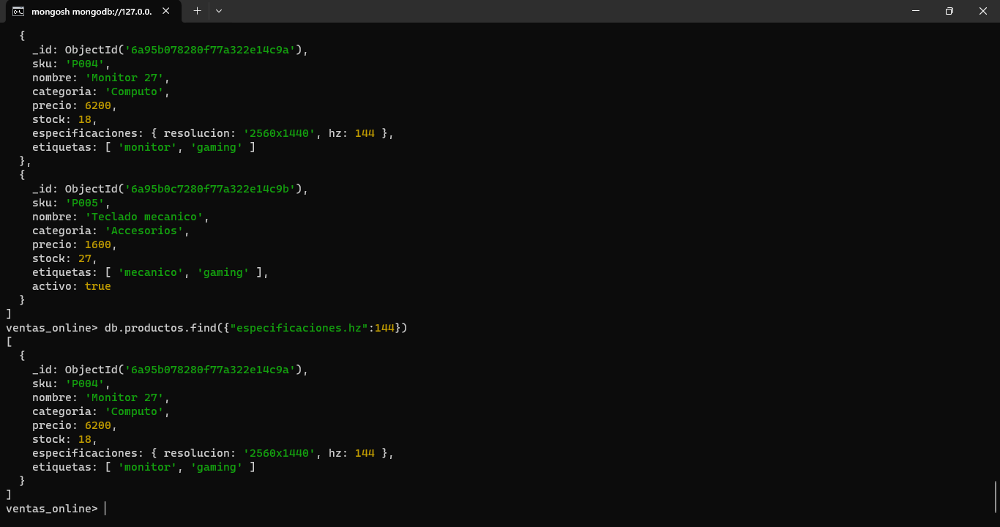 mongosh mongodb://127.0.0.
{
_id: ObjectId('6a95b078280f77a322e14c9a'),
sku: 'P004',
nombre: 'Monitor 27',
categoria: 'Computo',
precio: 6200,
stock: 18,
especificaciones: { resolucion: '2560x1440', hz: 144 },
etiquetas: [ 'monitor', 'gaming' ]
},
{
_id: ObjectId('6a95b0c7280f77a322e14c9b'),
sku: 'P005',
nombre: 'Teclado mecanico',
categoria: 'Accesorios',
precio: 1600,
stock: 27,
etiquetas: [ 'mecanico', 'gaming' ],
activo: true
}
]
ventas_online> db.productos.find({"especificaciones.hz":144})
[
{
_id: ObjectId('6a95b078280f77a322e14c9a'),
sku: 'P004',
nombre: 'Monitor 27',
categoria: 'Computo',
precio: 6200,
stock: 18,
especificaciones: { resolucion: '2560x1440', hz: 144 },
etiquetas: [ 'monitor', 'gaming' ]
}
]
ventas_online>